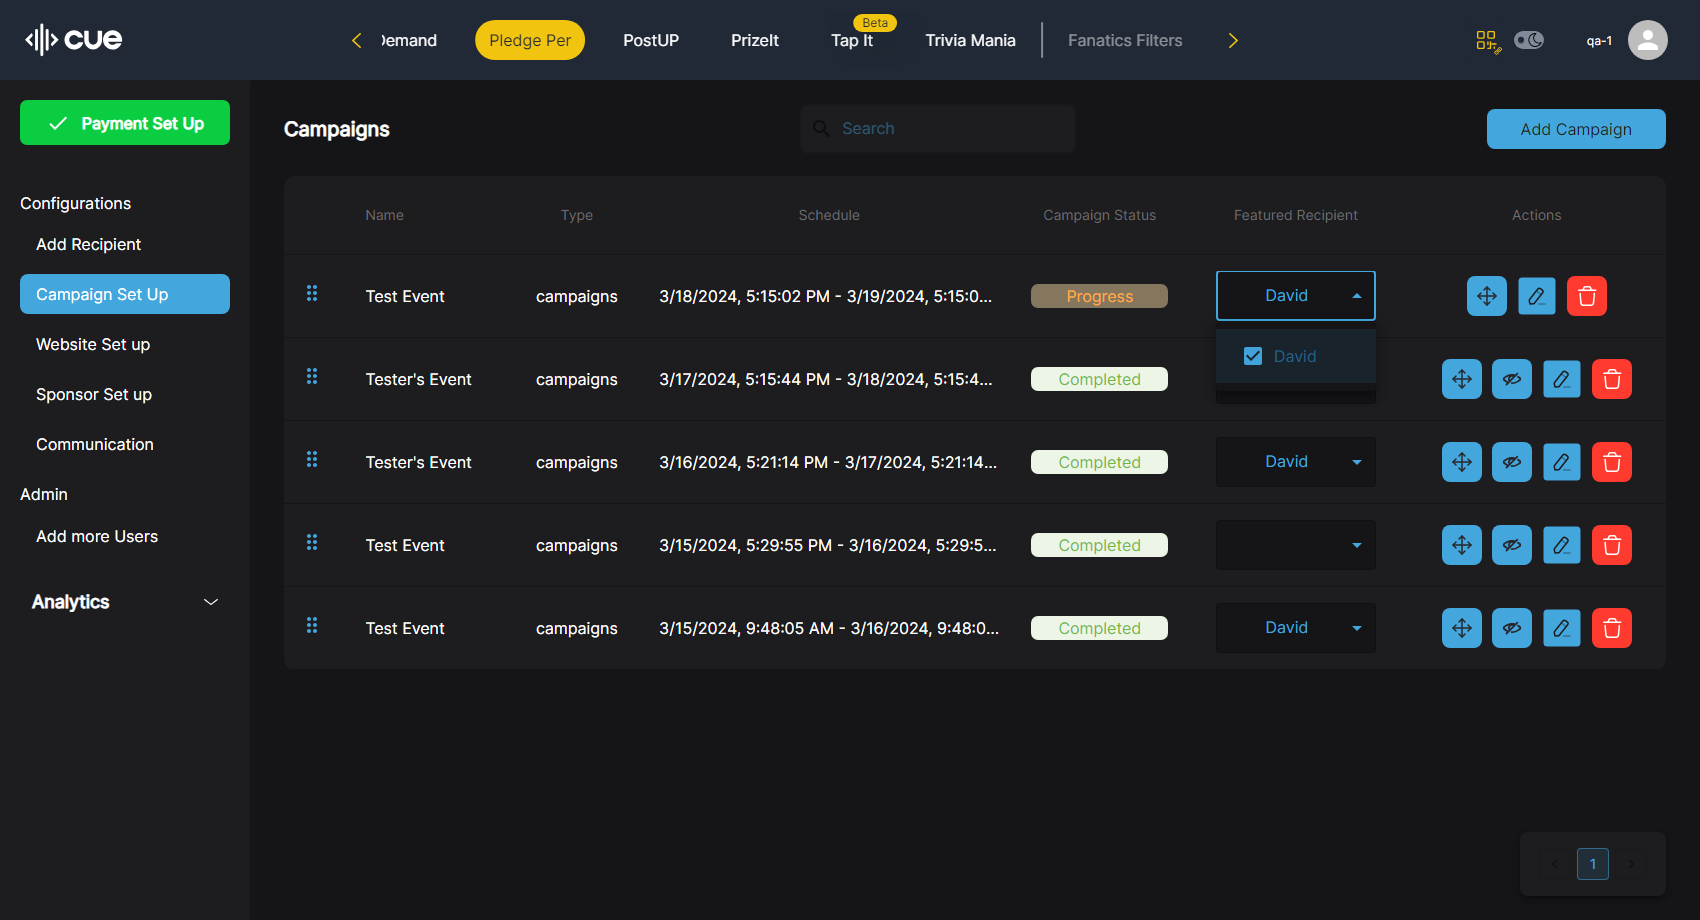 cue
Demand
Pledge Per
PostUP
PrizeIt
Beta
Tap It
Trivia Mania
Fanatics Filters
qa-1
Payment Set Up
Configurations
Add Recipient
Campaign Set Up
Website Set up
Sponsor Set up
Communication
Admin
Add more Users
Analytics
Campaigns
Search
Add Campaign
Name Type Schedule Campaign Status Featured Recipient Actions
Test Event campaigns 3/18/2024, 5:15:02 PM - 3/19/2024, 5:15:0... Progress David
David
Tester's Event campaigns 3/17/2024, 5:15:44 PM - 3/18/2024, 5:15:4... Completed
Tester's Event campaigns 3/16/2024, 5:21:14 PM - 3/17/2024, 5:21:14... Completed David
Test Event campaigns 3/15/2024, 5:29:55 PM - 3/16/2024, 5:29:5... Completed
Test Event campaigns 3/15/2024, 9:48:05 AM - 3/16/2024, 9:48:0... Completed David
1